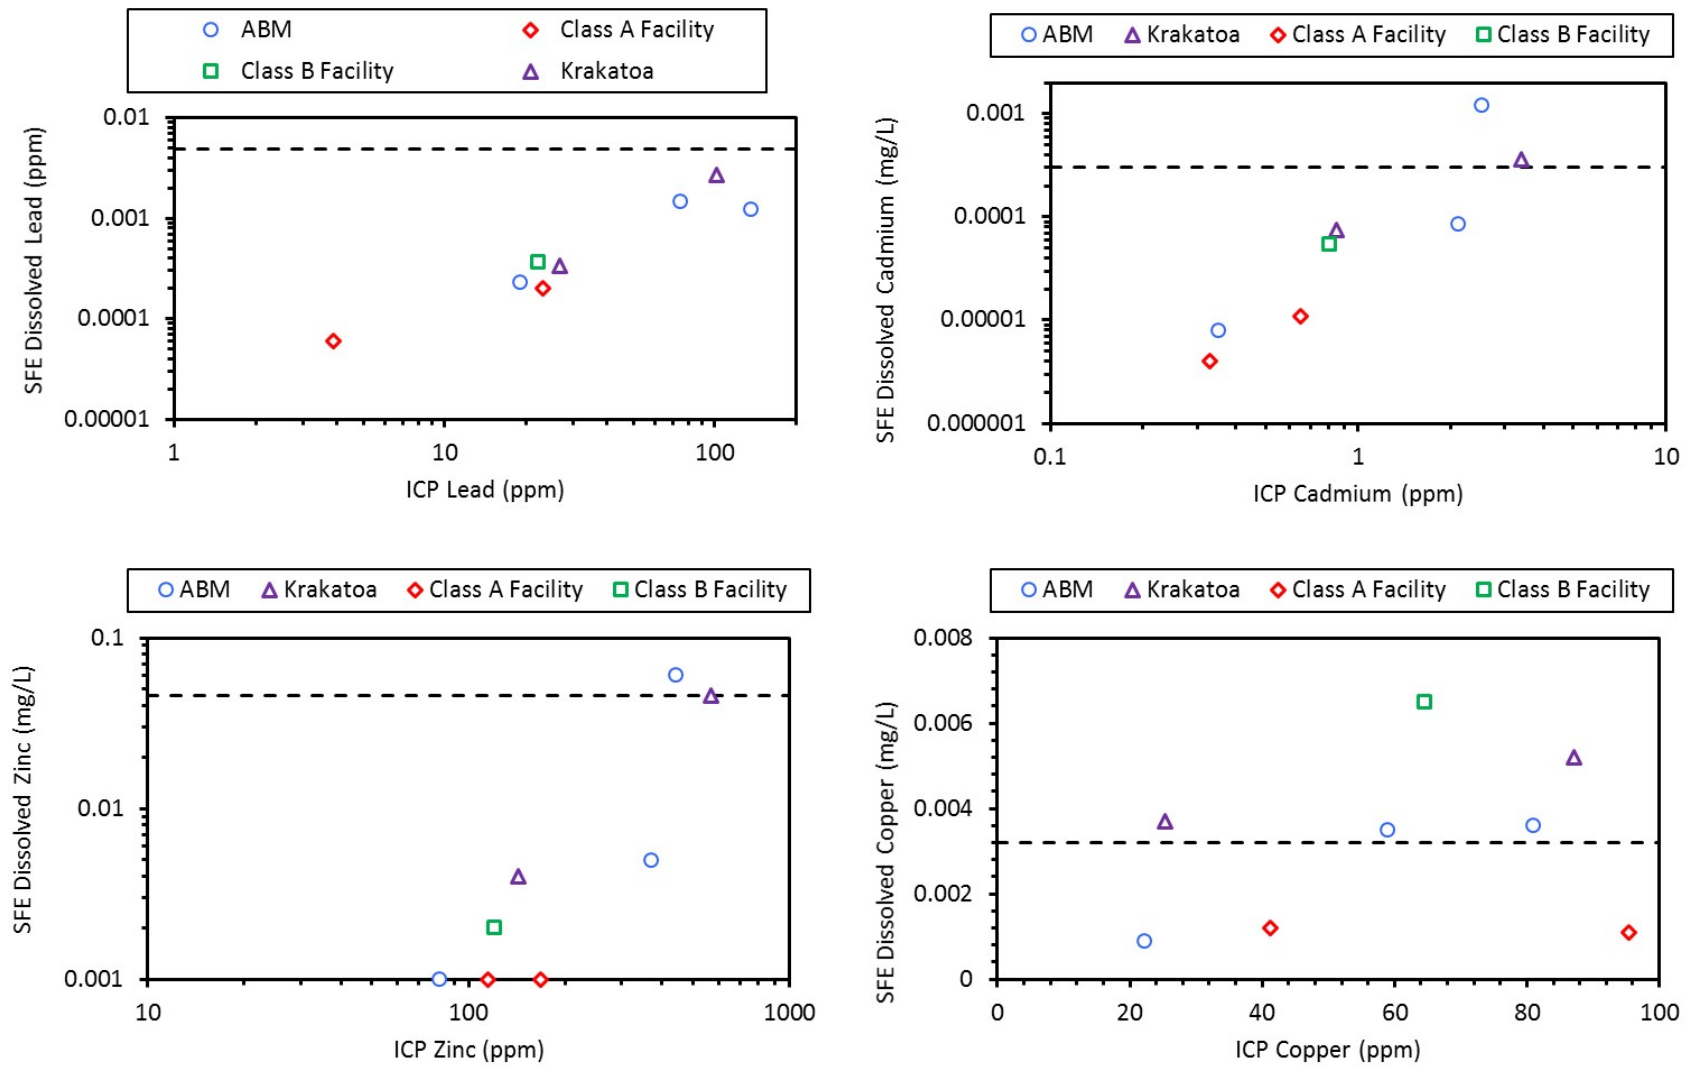 ABM
Class A Facility
Class B Facility
Krakatoa
SFE Dissolved Lead (ppm)
0.01
0.001
0.0001
0.00001
1
10
100
ICP Lead (ppm)
ABM Krakatoa Class A Facility Class B Facility
SFE Dissolved Cadmium (mg/L)
0.001
0.0001
0.00001
0.000001
0.1
1
10
ICP Cadmium (ppm)
ABM Krakatoa Class A Facility Class B Facility
SFE Dissolved Zinc (mg/L)
0.1
0.01
0.001
10
100
1000
ICP Zinc (ppm)
ABM Krakatoa Class A Facility Class B Facility
SFE Dissolved Copper (mg/L)
0.008
0.006
0.004
0.002
0
0
20
40
60
80
100
ICP Copper (ppm)